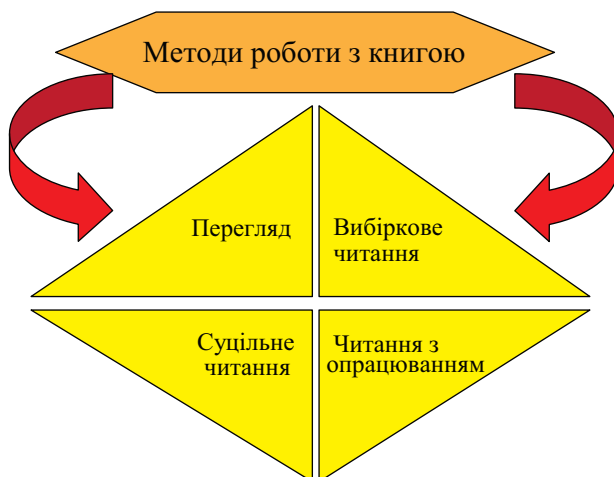 Методи роботи з книгою
Перегляд
Вибіркове
читання
Суцільне
читання
Читання з
опрацюванням